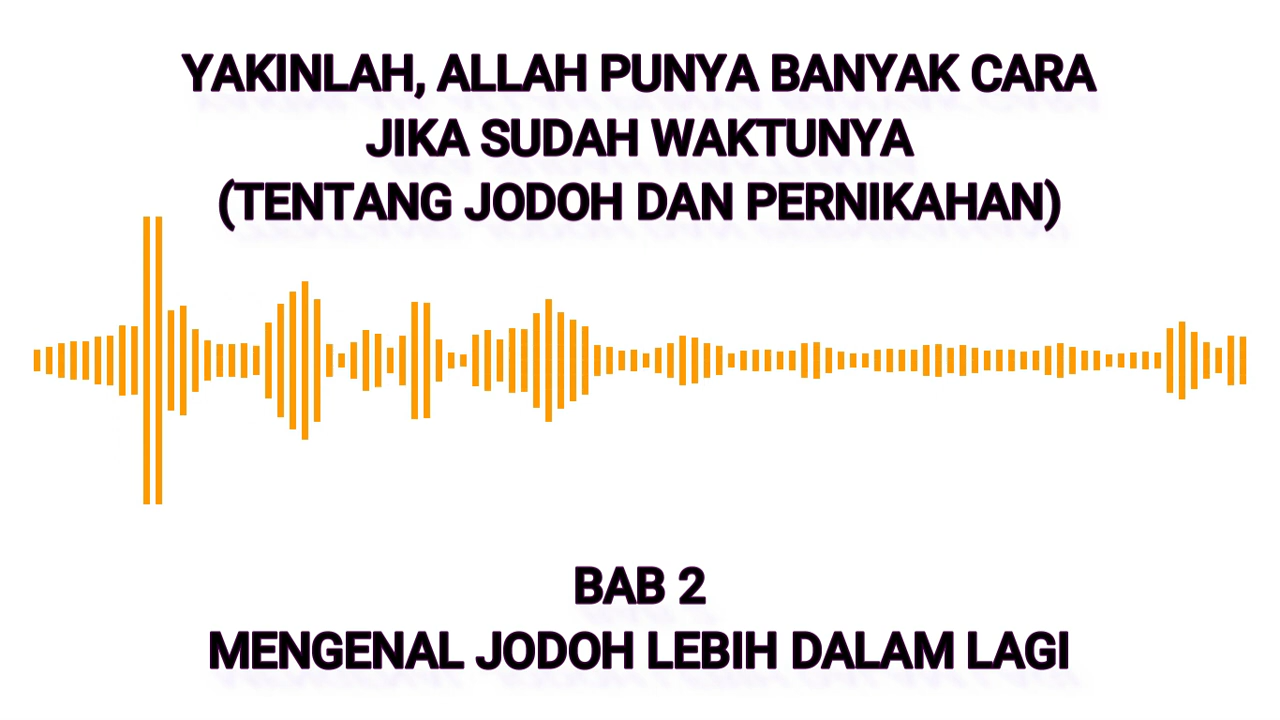 YAKINLAH, ALLAH PUNYA BANYAK CARA
JIKA SUDAH WAKTUNYA
(TENTANG JODOH DAN PERNIKAHAN)
BAB 2
MENGENAL JODOH LEBIH DALAM LAGI